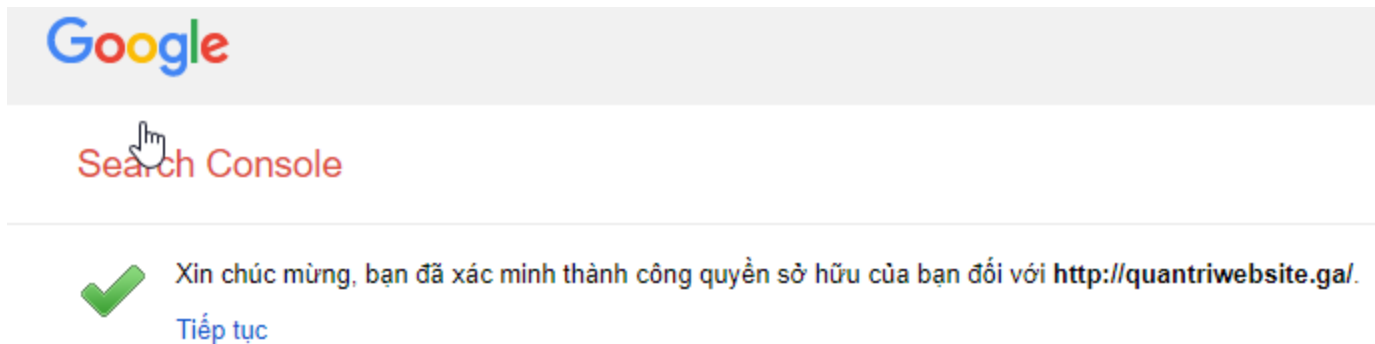 Google
Search Console
Xin chúc mừng, bạn đã xác minh thành công quyền sở hữu của bạn đối với http://quantriwebsite.ga/.
Tiếp tục